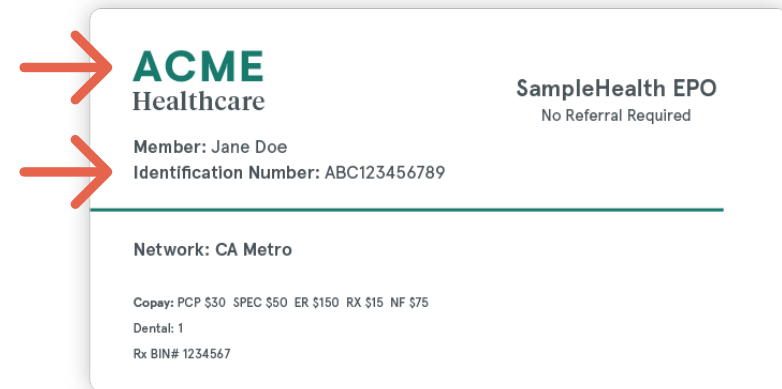 ACME
Healthcare
SampleHealth EPO
No Referral Required
Member: Jane Doe
Identification Number: ABC123456789
Network: CA Metro
Copay: PCP $30 SPEC $50 ER $150 RX $15 NF $75
Dental: 1
Rx BIN# 1234567